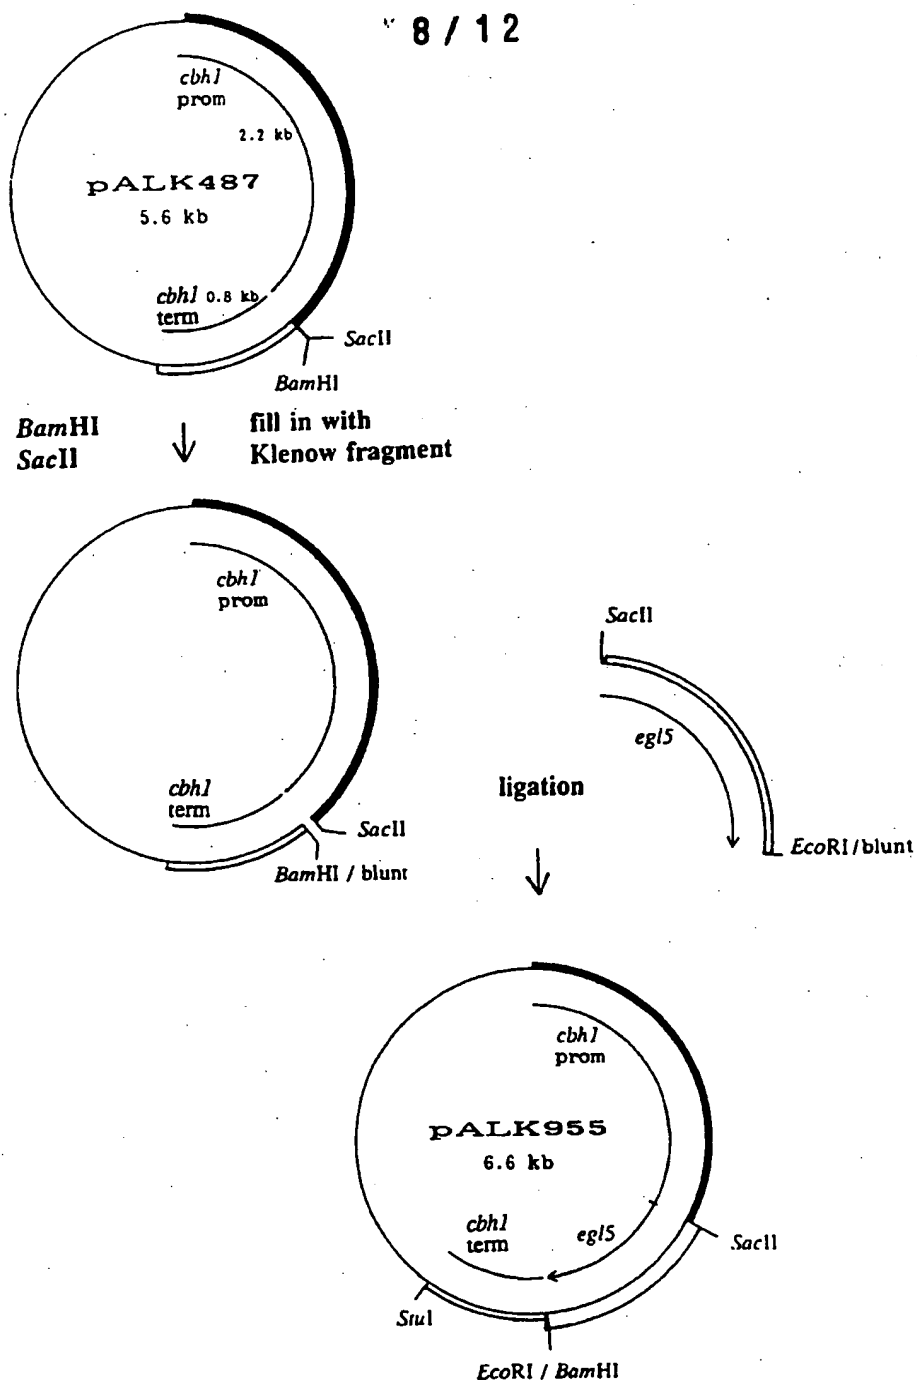 8 / 12
cbh1
prom
2.2 kb
pALK487
5.6 kb
cbh1 0.8 kb
term
SacII
BamHI
BamHI
SacII
fill in with
Klenow fragment
cbh1
prom
cbh1
term
SacII
BamHI / blunt
SacII
egl5
EcoRI/blunt
ligation
cbh1
prom
pALK955
6.6 kb
cbh1
term
egl5
SacII
StuI
EcoRI / BamHI